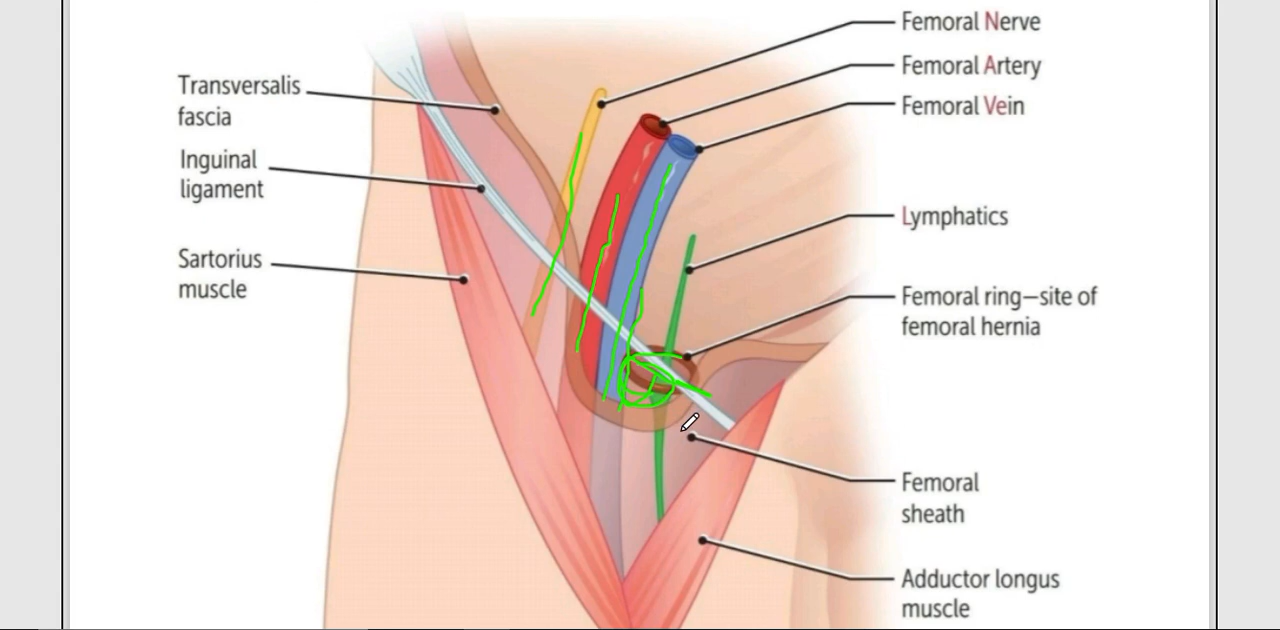 Femoral Nerve
Femoral Artery
Femoral Vein
Transversalis
fascia
Inguinal
ligament
Lymphatics
Sartorius
muscle
Femoral ring—site of
femoral hernia
Femoral
sheath
Adductor longus
muscle